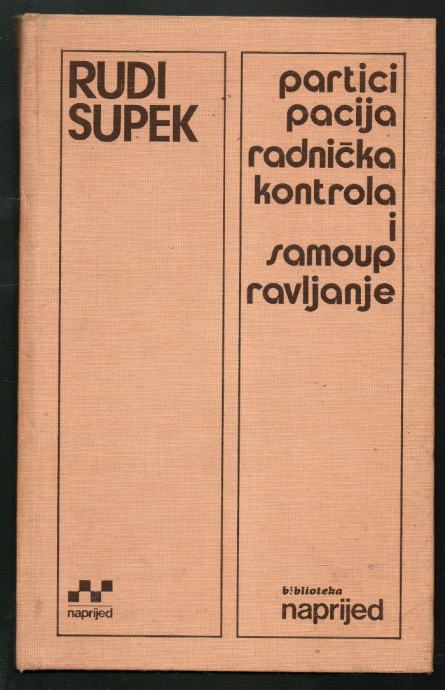 RUDI
SUPEK
partici
pacija
radnička
kontrola
i
samoup
ravljanje
naprijed
biblioteka
naprijed